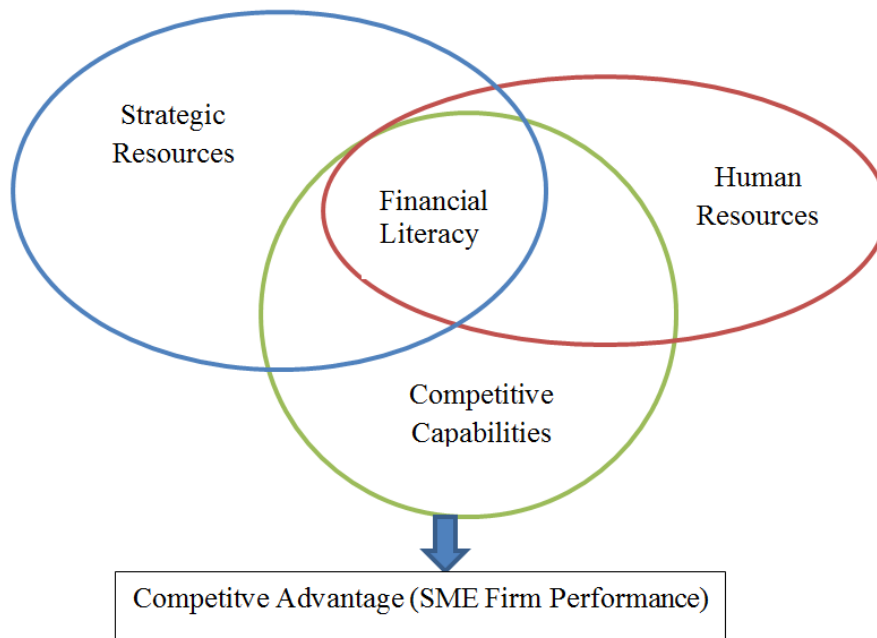 Strategic
Resources
Human
Resources
Financial
Literacy
Competitive
Capabilities
Competitve Advantage (SME Firm Performance)